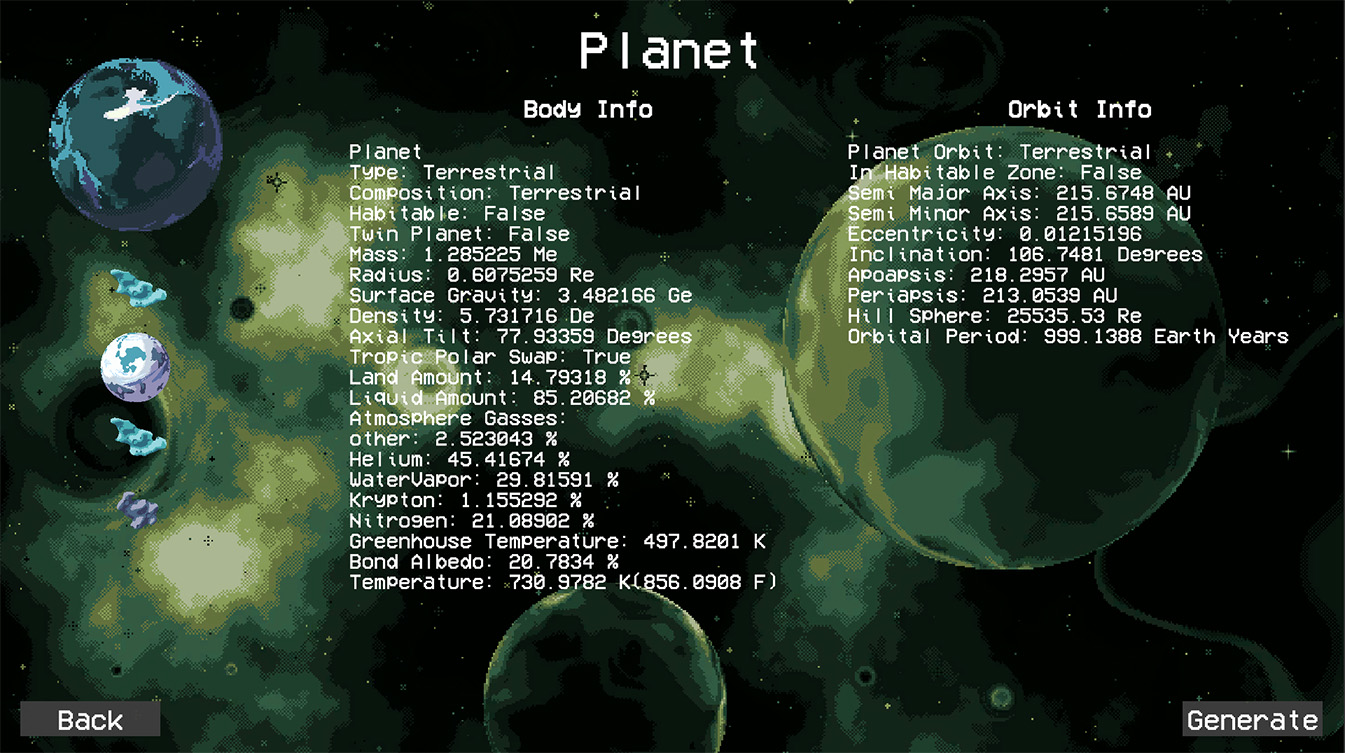 Planet
Body Info
Planet
Type: Terrestrial
Composition: Terrestrial
Habitable: False
Twin Planet: False
Mass: 1.285225 Me
Radius: 0.6075259 Re
Surface Gravity: 3.482166 Ge
Density: 5.731716 De
Axial Tilt: 77.93359 Degrees
Tropic Polar Swap: True
Land Amount: 14.79318 %
Liquid Amount: 85.20682 %
Atmosphere Gasses:
other: 2.523043 %
Helium: 45.41674 %
WaterVapor: 29.81591 %
Krypton: 1.155292 %
Nitrogen: 21.08902 %
Greenhouse Temperature: 497.8201 K
Bond Albedo: 20.7834 %
Temperature: 730.9782 K(856.0908 F)
Orbit Info
Planet Orbit: Terrestrial
In Habitable Zone: False
Semi Major Axis: 215.6748 AU
Semi Minor Axis: 215.6589 AU
Eccentricity: 0.01215196
Inclination: 106.7481 Degrees
Apoapsis: 218.2957 AU
Periapsis: 213.0539 AU
Hill Sphere: 25535.53 Re
Orbital Period: 999.1388 Earth Years
Back
Generate